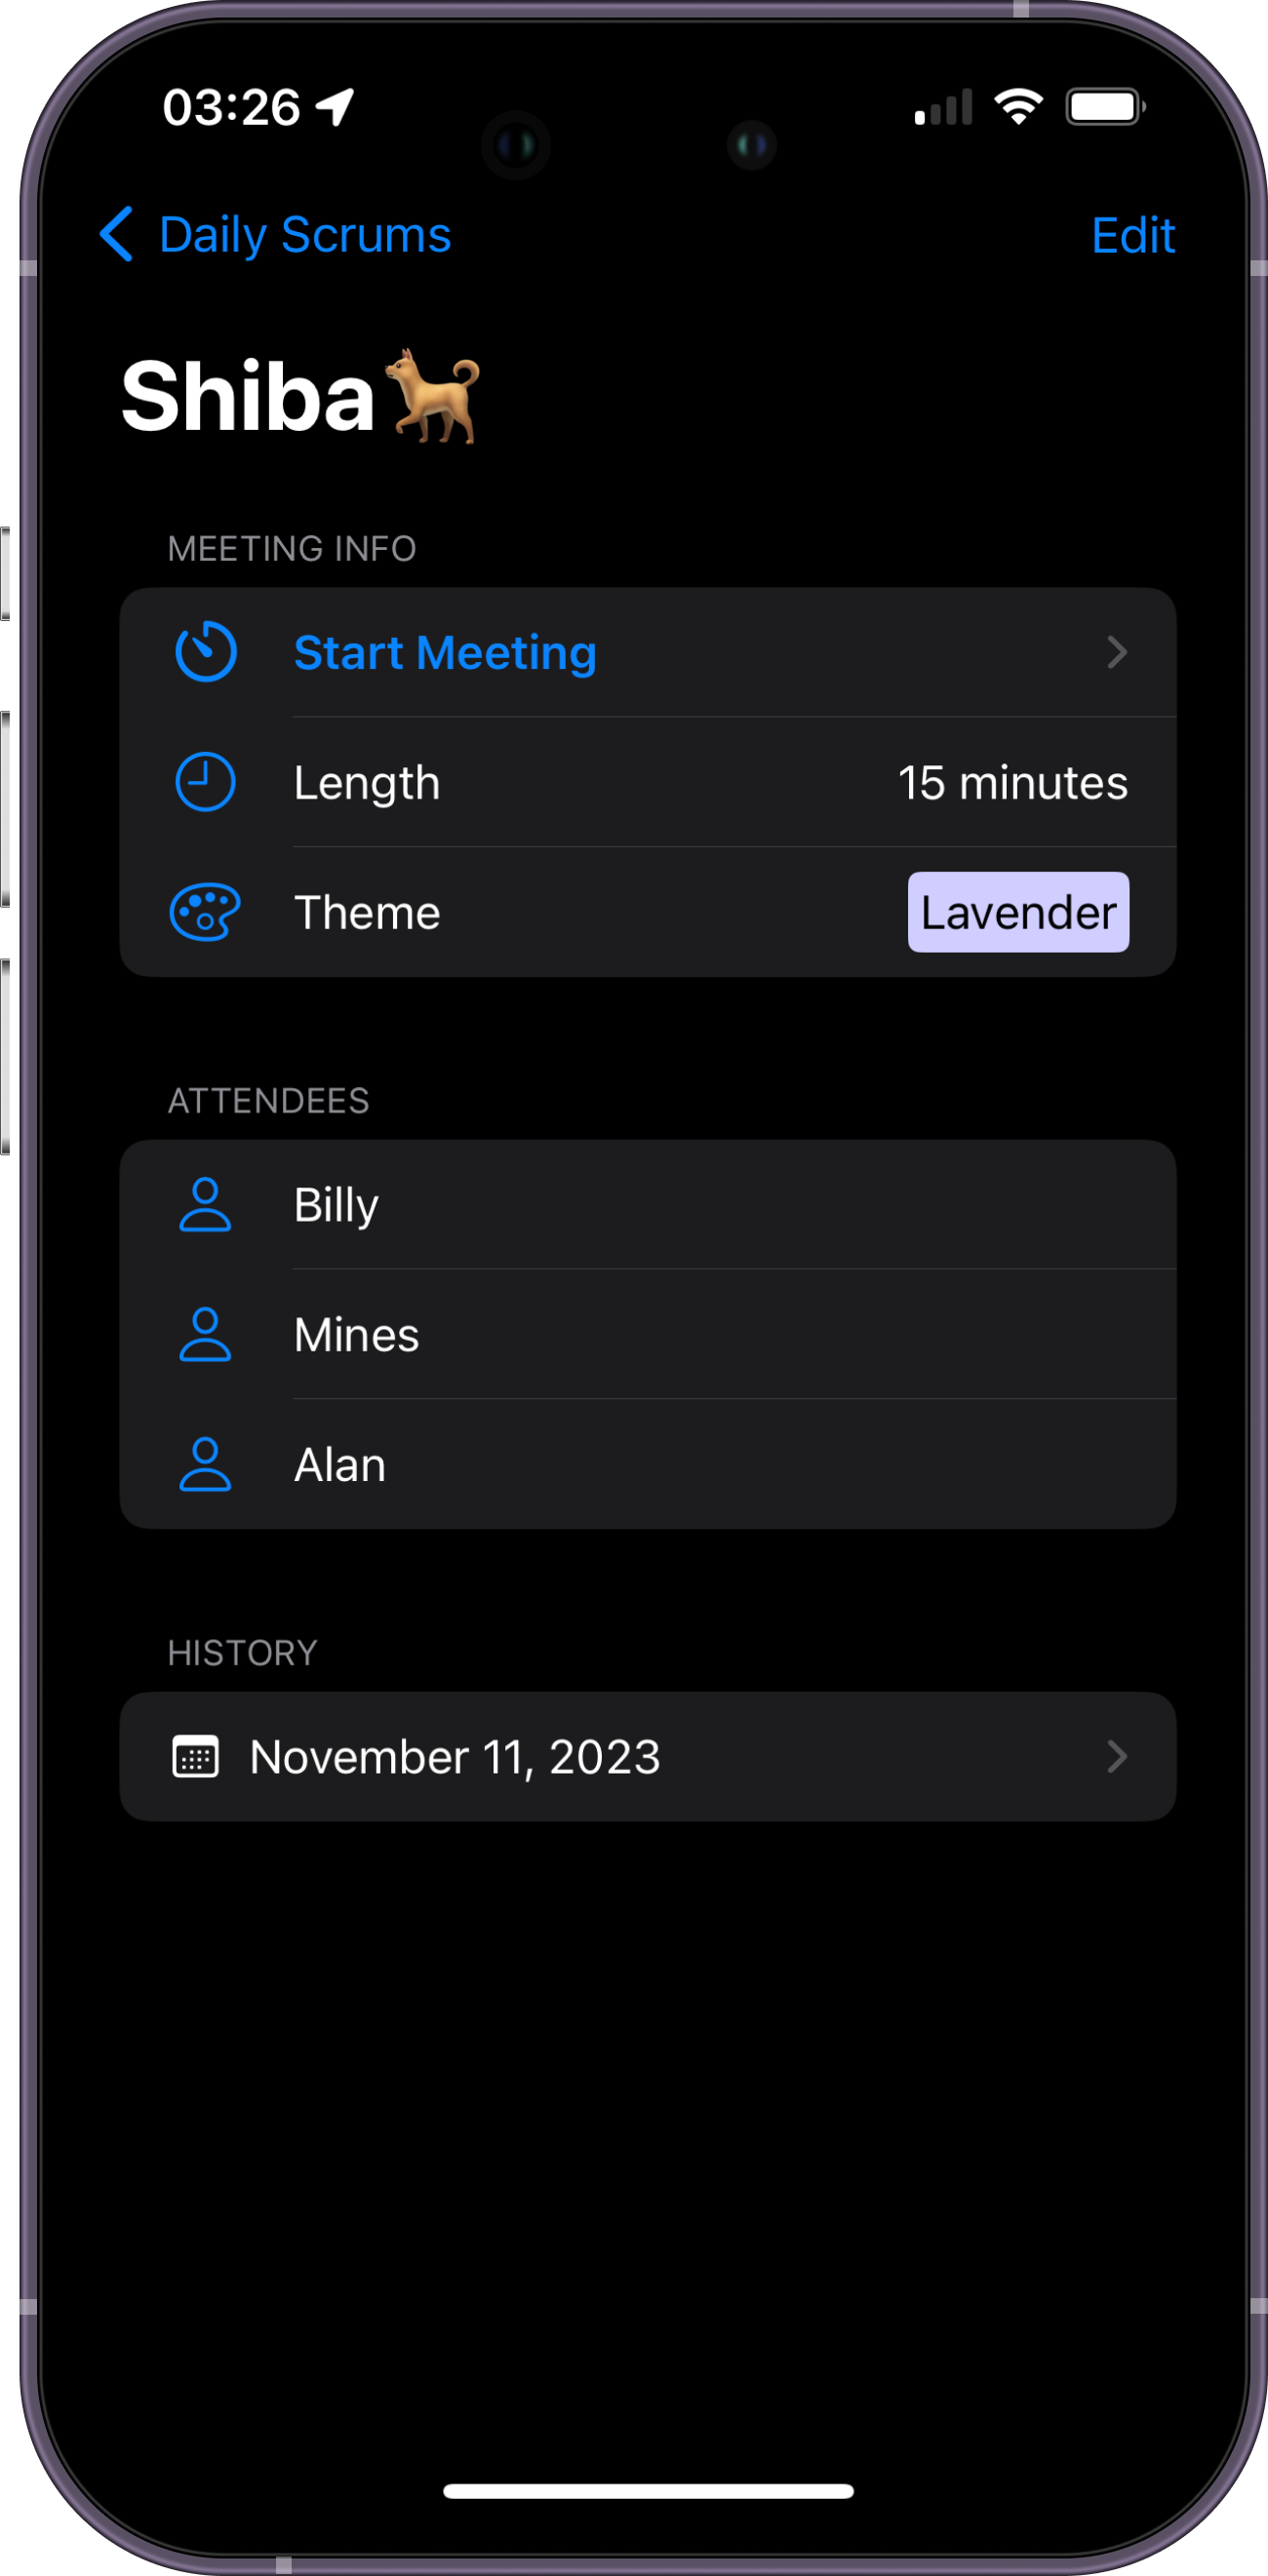 03:26
Daily Scrums Edit
Shiba🐕
MEETING INFO
Start Meeting
Length 15 minutes
Theme Lavender
ATTENDEES
Billy
Mines
Alan
HISTORY
November 11, 2023